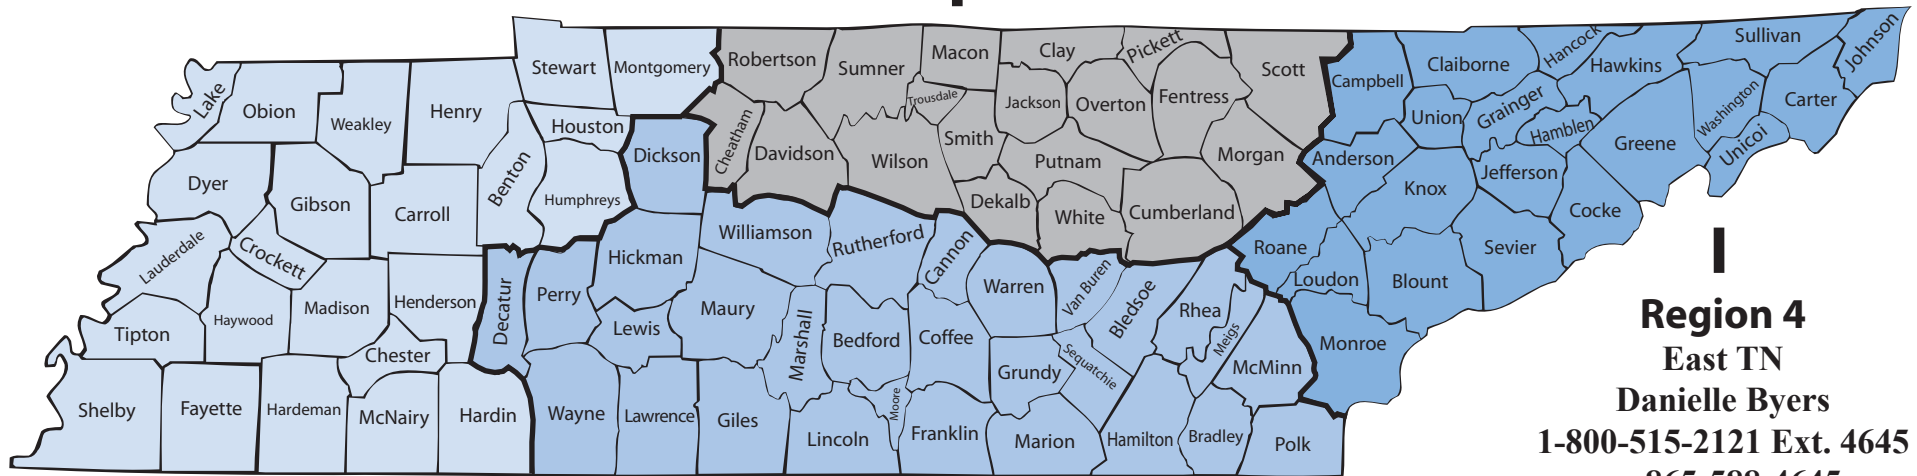 Lake
Obion
Weakley
Henry
Stewart
Montgomery
Robertson
Sumner
Macon
Trousdale
Clay
Pickett
Jackson
Overton
Fentress
Scott
Campbell
Claiborne
Hancock
Hawkins
Sullivan
Johnson
Union
Grainger
Hamblen
Greene
Washington
Carter
Unicoi
Houston
Benton
Humphreys
Dickson
Cheatham
Davidson
Wilson
Smith
Putnam
Morgan
Anderson
Knox
Jefferson
Cocke
Dyer
Gibson
Carroll
Dekalb
White
Cumberland
Roane
Loudon
Blount
Sevier
Lauderdale
Crockett
Hickman
Williamson
Rutherford
Cannon
Warren
Van Buren
Bledsoe
Rhea
Meigs
Tipton
Haywood
Madison
Henderson
Decatur
Perry
Lewis
Maury
Marshall
Bedford
Coffee
Grundy
Sequatchie
McMinn
Monroe
Chester
Shelby
Fayette
Hardeman
McNairy
Hardin
Wayne
Lawrence
Giles
Lincoln
Moore
Franklin
Marion
Hamilton
Bradley
Polk
Region 4
East TN
Danielle Byers
1-800-515-2121 Ext. 4645